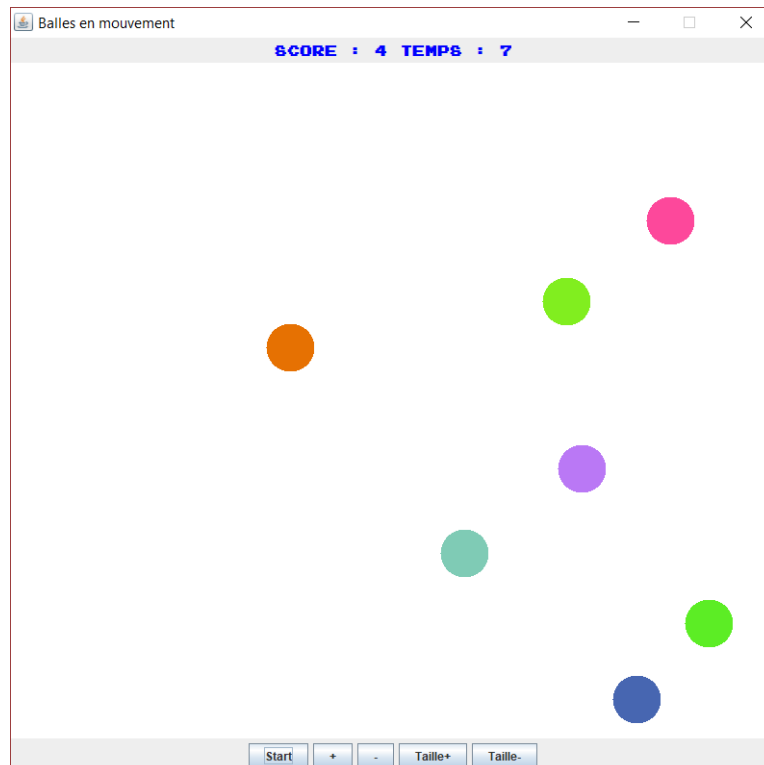 Balles en mouvement
SCORE : 4 TEMPS : 7
Start + - Taille+ Taille-